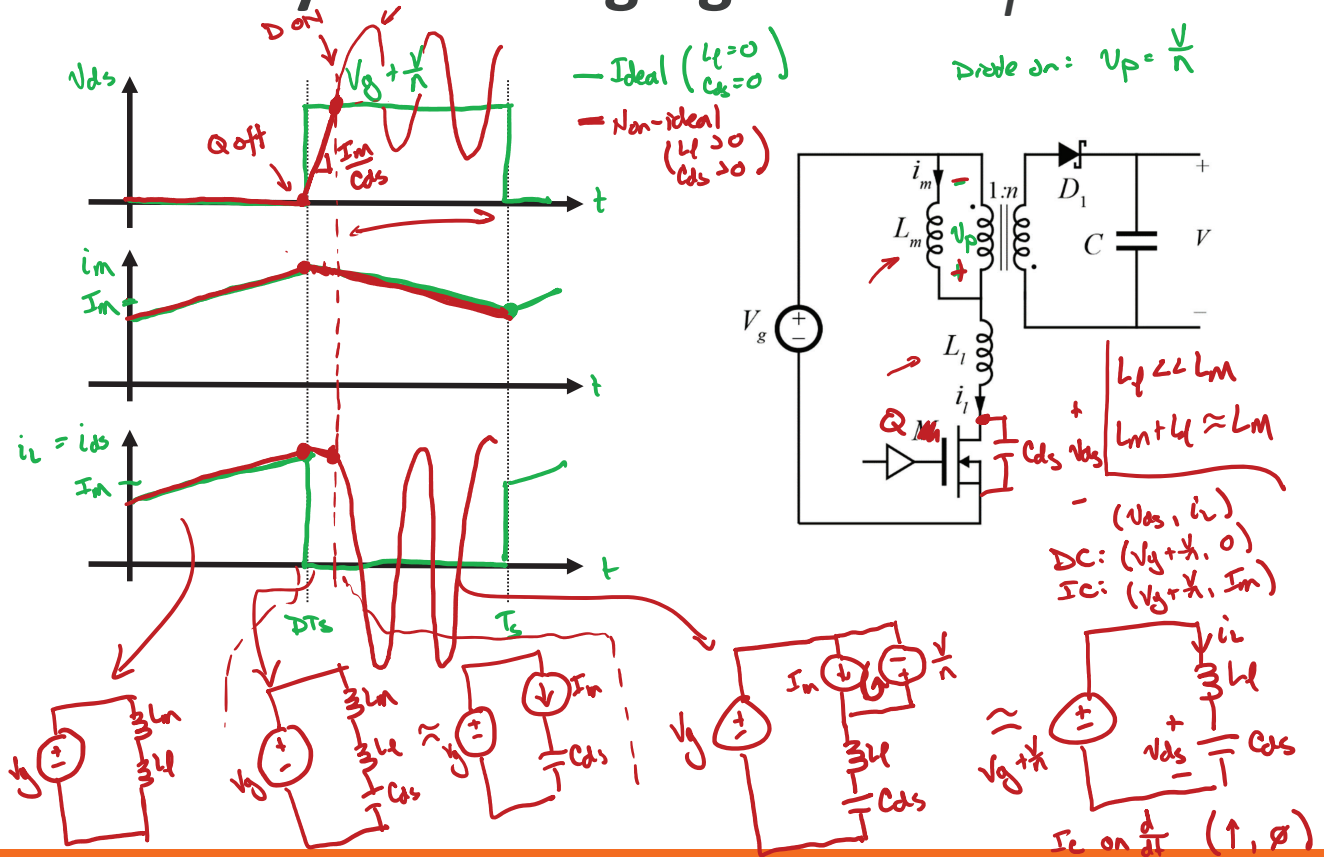 D ON
Vds
Vg + V/n
Q off
Im/Cds
t
im
Im
t
iL = ids
Im
t
DTs
Ts
Ideal (Ll=0
Cds=0)
Non-ideal
(Ll>0
Cds>0)
Diode on: Vp = V/n
im
1:n
D1
Lm
Vp
C
V
+
−
Vg
Ll
il
Q
Cds
+
Vds
−
Ll << Lm
Lm+Ll ≈ Lm
(Vds, iL)
DC: (Vg+V/n, 0)
IC: (Vg+V/n, Im)
Vg
Lm
Ll
Vg
Lm
Ll
Cds
≈
Vg
Im
Cds
Vg
Im
V/n
Ll
Cds
≈
Vg+V/n
iL
Ll
+
Vds
−
Cds
Ic on d/dt (↑, ø)